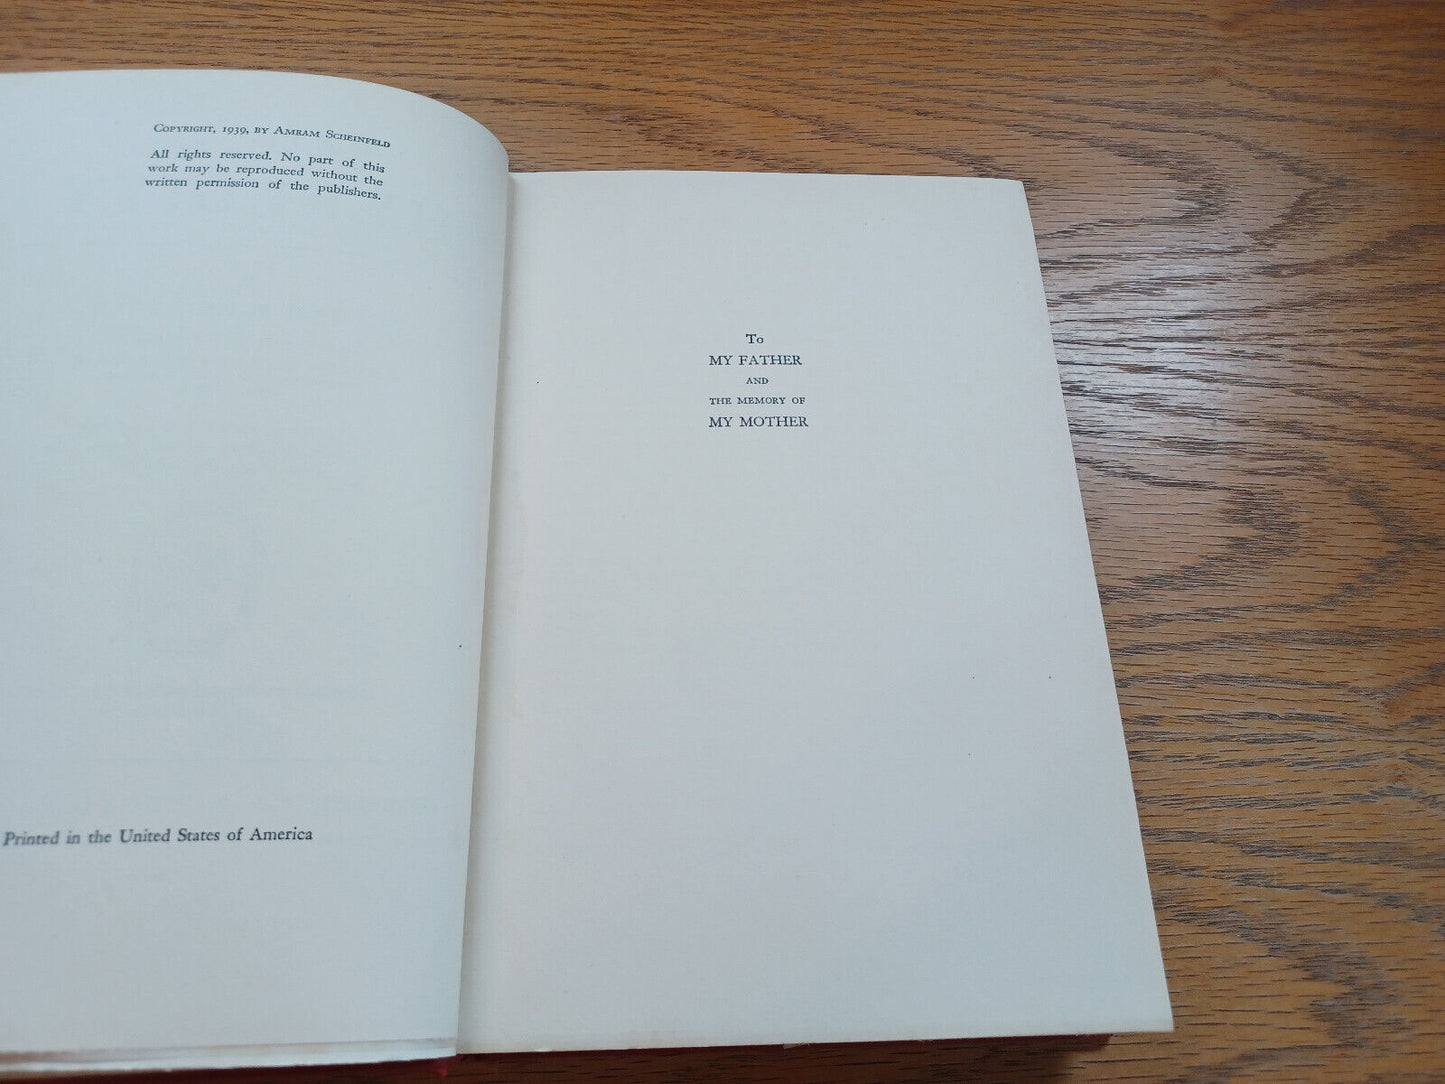 Copyright, 1939, by Amram Scheinfeld
All rights reserved. No part of this
work may be reproduced without the
written permission of the publishers.
Printed in the United States of America
To
MY FATHER
AND
THE MEMORY OF
MY MOTHER